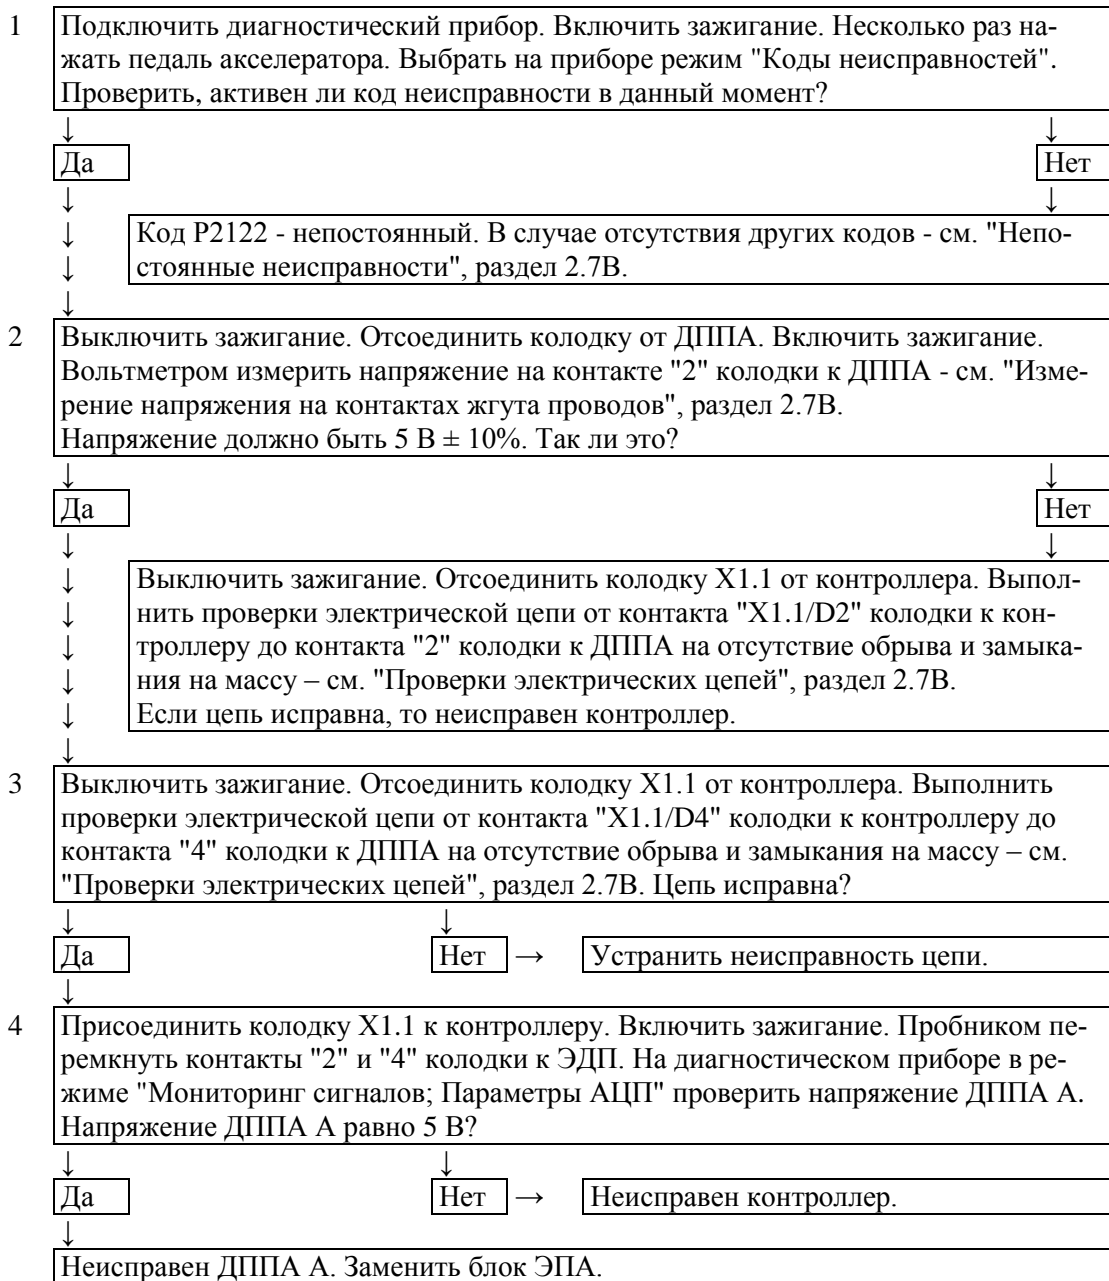 1 Подключить диагностический прибор. Включить зажигание. Несколько раз на-
жать педаль акселератора. Выбрать на приборе режим "Коды неисправностей".
Проверить, активен ли код неисправности в данный момент?
↓ ↓
Да Нет
↓ ↓
↓ Код Р2122 - непостоянный. В случае отсутствия других кодов - см. "Непо-
↓ стоянные неисправности", раздел 2.7В.
↓
2 Выключить зажигание. Отсоединить колодку от ДППА. Включить зажигание.
Вольтметром измерить напряжение на контакте "2" колодки к ДППА - см. "Изме-
рение напряжения на контактах жгута проводов", раздел 2.7В.
Напряжение должно быть 5 В ± 10%. Так ли это?
↓ ↓
Да Нет
↓ ↓
↓ Выключить зажигание. Отсоединить колодку Х1.1 от контроллера. Выпол-
↓ нить проверки электрической цепи от контакта "Х1.1/D2" колодки к кон-
↓ троллеру до контакта "2" колодки к ДППА на отсутствие обрыва и замыка-
↓ ния на массу – см. "Проверки электрических цепей", раздел 2.7В.
↓ Если цепь исправна, то неисправен контроллер.
↓
3 Выключить зажигание. Отсоединить колодку Х1.1 от контроллера. Выполнить
проверки электрической цепи от контакта "Х1.1/D4" колодки к контроллеру до
контакта "4" колодки к ДППА на отсутствие обрыва и замыкания на массу – см.
"Проверки электрических цепей", раздел 2.7В. Цепь исправна?
↓ ↓
Да Нет → Устранить неисправность цепи.
↓
4 Присоединить колодку Х1.1 к контроллеру. Включить зажигание. Пробником пе-
ремкнуть контакты "2" и "4" колодки к ЭДП. На диагностическом приборе в ре-
жиме "Мониторинг сигналов; Параметры АЦП" проверить напряжение ДППА А.
Напряжение ДППА А равно 5 В?
↓ ↓
Да Нет → Неисправен контроллер.
↓
Неисправен ДППА А. Заменить блок ЭПА.